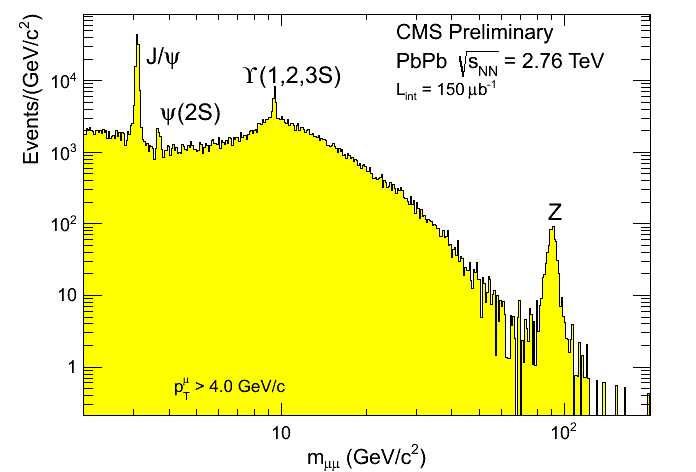 CMS Preliminary
PbPb √s_NN = 2.76 TeV
L_int = 150 μb⁻¹
J/ψ
ψ(2S)
ϒ(1,2,3S)
Z
p_T^μ > 4.0 GeV/c
Events/(GeV/c²)
10⁴
10³
10²
10
1
10
10²
m_μμ (GeV/c²)